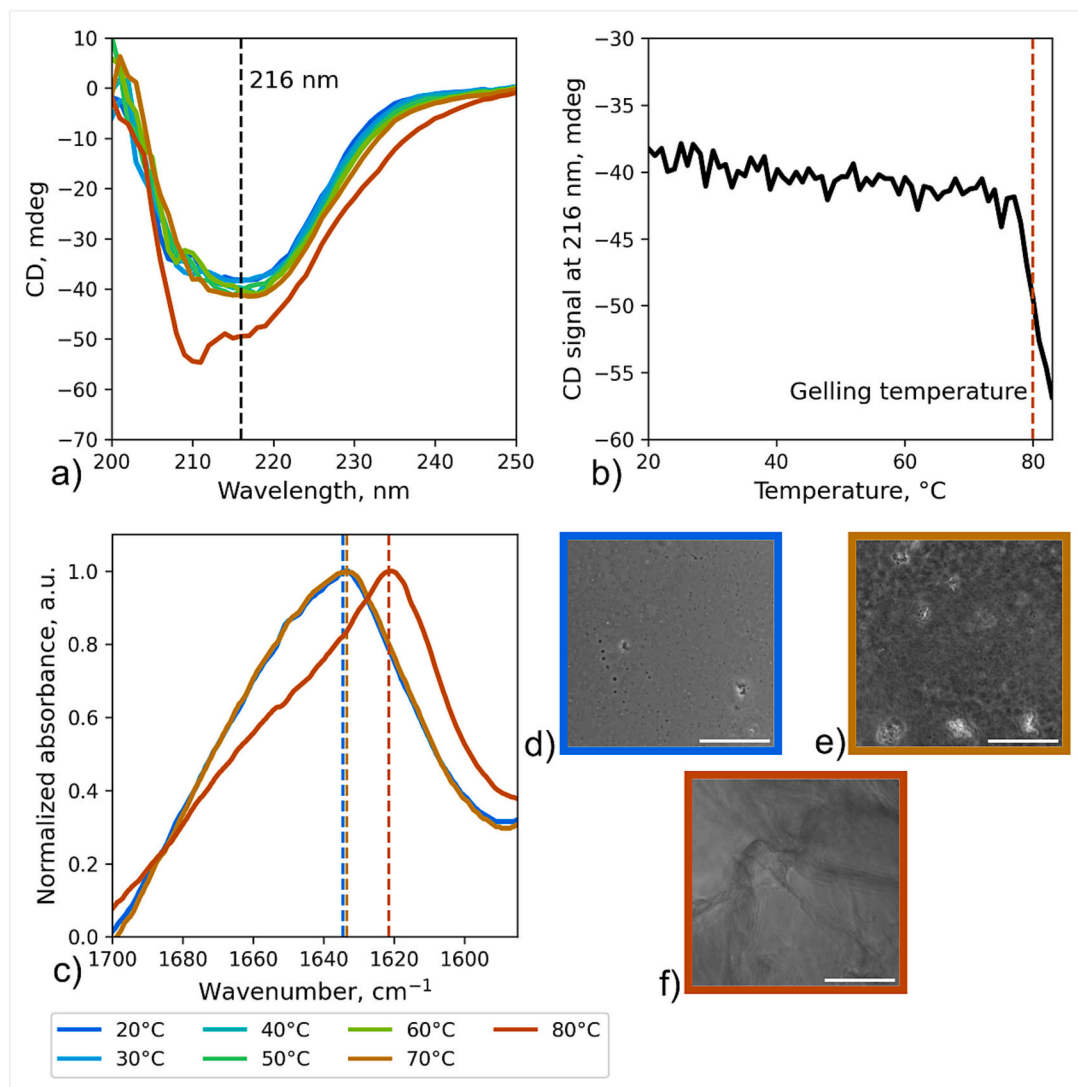 10
0
−10
−20
−30
−40
−50
−60
−70
CD, mdeg
216 nm
200 210 220 230 240 250
a)
Wavelength, nm
−30
−35
−40
−45
−50
−55
−60
CD signal at 216 nm, mdeg
Gelling temperature
20 40 60 80
b)
Temperature, °C
1.0
0.8
0.6
0.4
0.2
0.0
Normalized absorbance, a.u.
1700 1680 1660 1640 1620 1600
c)
Wavenumber, cm⁻¹
d)
e)
f)
20°C 40°C 60°C 80°C
30°C 50°C 70°C